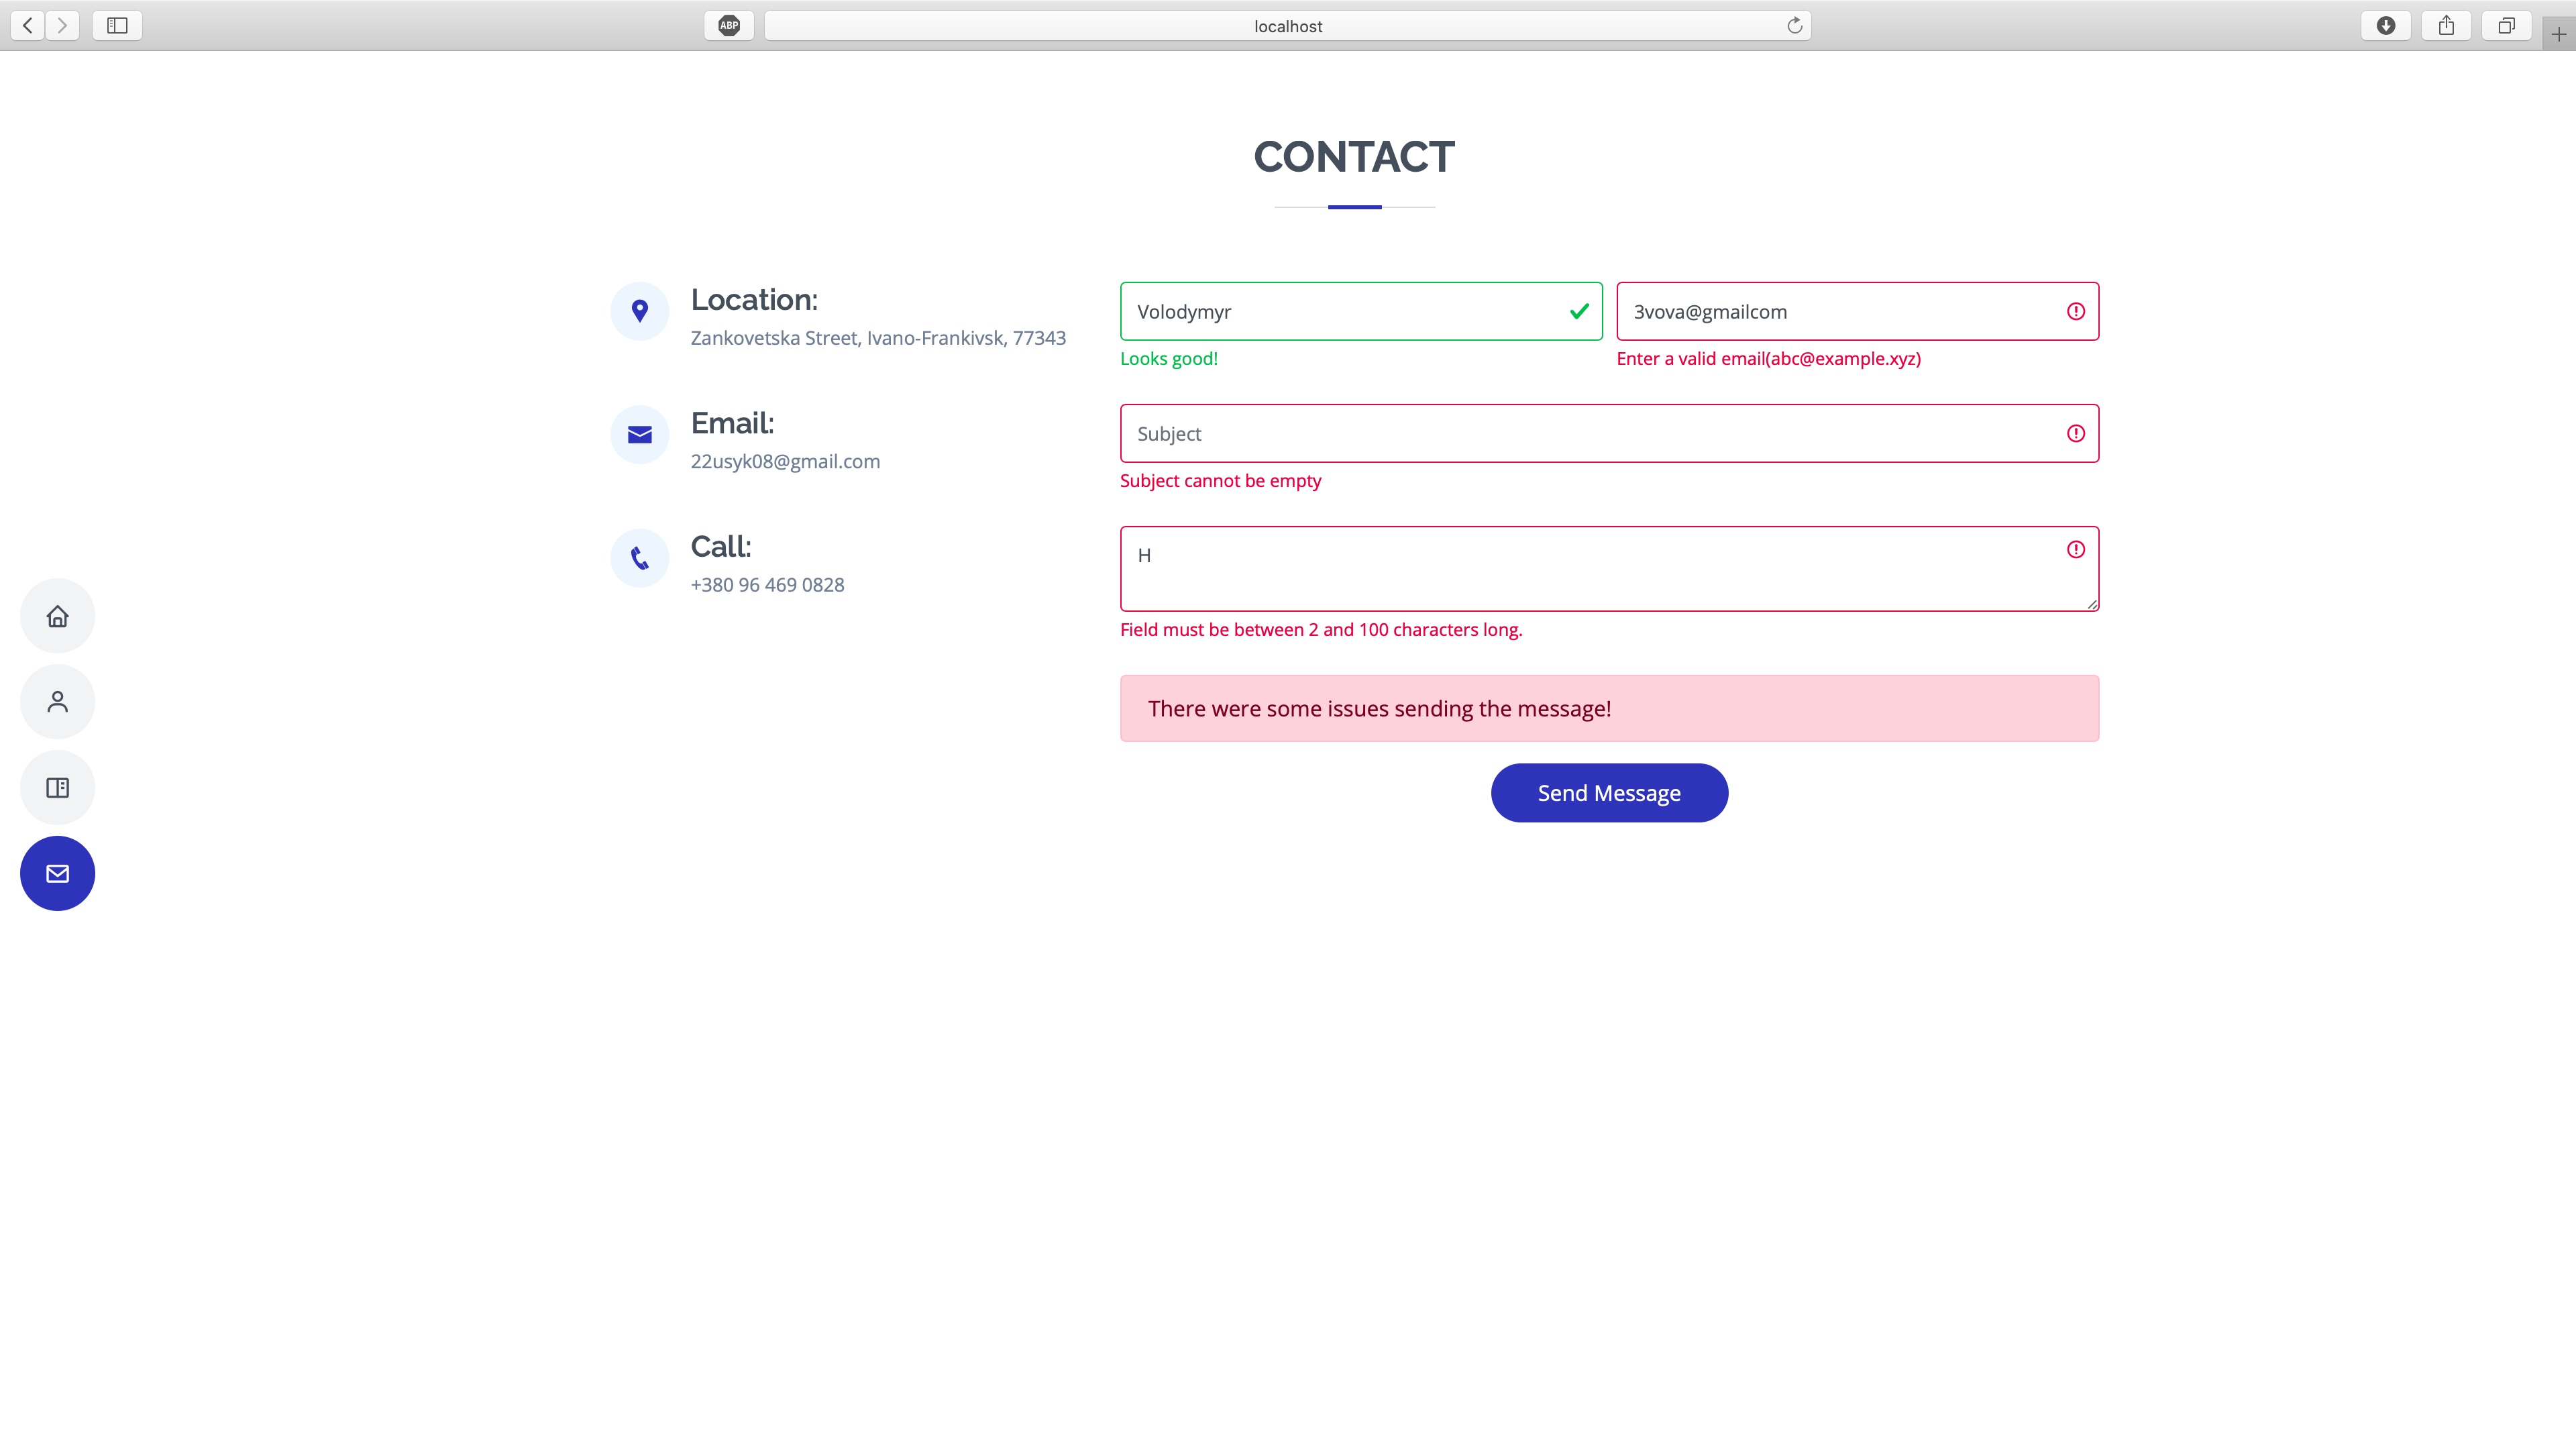 ABP
localhost
CONTACT
Location:
Zankovetska Street, Ivano-Frankivsk, 77343
Email:
22usyk08@gmail.com
Call:
+380 96 469 0828
Volodymyr
Looks good!
3vova@gmailcom
Enter a valid email(abc@example.xyz)
Subject
Subject cannot be empty
H
Field must be between 2 and 100 characters long.
There were some issues sending the message!
Send Message